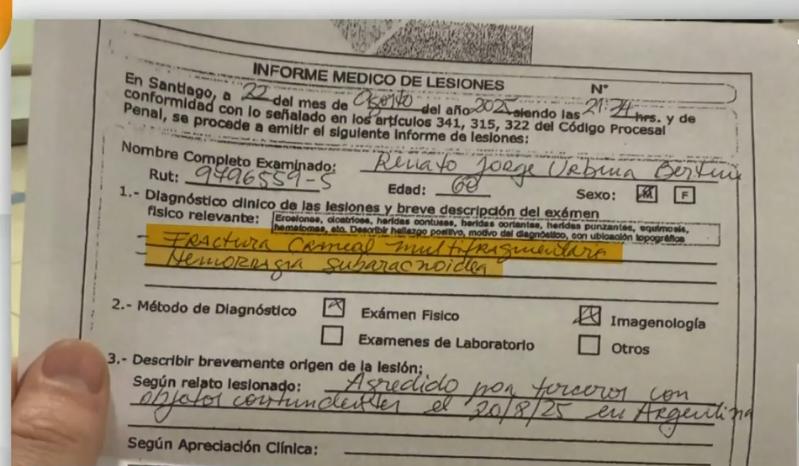 INFORME MEDICO DE LESIONES N°
En Santiago, a 22 del mes de Agosto del año 2025 siendo las 21:24 hrs. y de
conformidad con lo señalado en los artículos 341, 315, 322 del Código Procesal
Penal, se procede a emitir el siguiente informe de lesiones:
Nombre Completo Examinado: Renato Jorge Urbina
Rut: 9496559-5 Edad: 60 Sexo: M F
1.- Diagnóstico clinico de las lesiones y breve descripción del exámen
fisico relevante: Erosiones, cicatrices, heridas contusas, heridas cortantes, heridas punzantes, equimosis,
hematomas, etc. Describir hallazgo positivo, motivo del diagnóstico, con ubicación topográfica
Fractura Craneal multifragmentaria
Hemorragia subaracnoidea
2.- Método de Diagnóstico Exámen Fisico Imagenología
Examenes de Laboratorio Otros
3.- Describir brevemente origen de la lesión:
Según relato lesionado: Agredido por terceros con
objetos contundentes el 20/8/25 en Argentina
Según Apreciación Clínica: